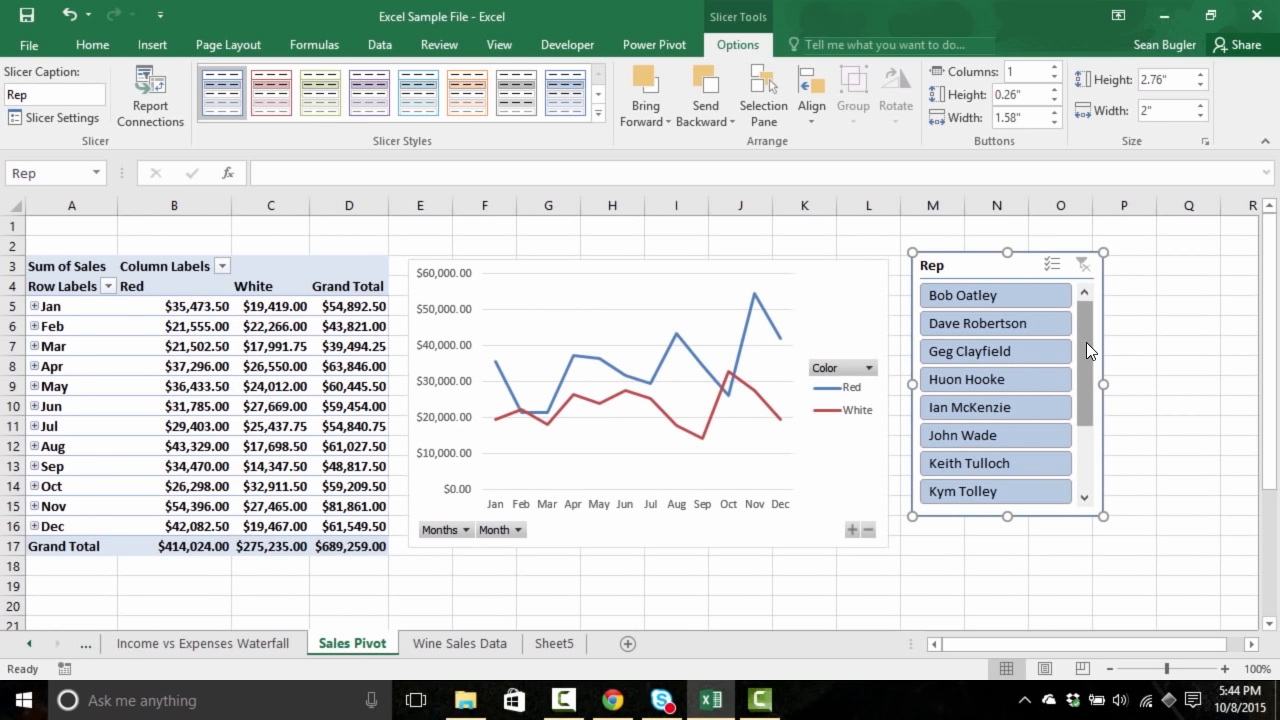 Excel Sample File - Excel
Slicer Tools
File Home Insert Page Layout Formulas Data Review View Developer Power Pivot Options Tell me what you want to do... Sean Bugler Share
Slicer Caption:
Rep
Slicer Settings
Report
Connections
Bring
Forward
Send
Backward
Selection
Pane
Align
Group
Rotate
Columns: 1
Height: 0.26"
Width: 1.58"
Height: 2.76"
Width: 2"
Slicer Slicer Styles Arrange Buttons Size
Rep fx
A B C D E F G H I J K L M N O P Q R
1
2
3 Sum of Sales Column Labels
4 Row Labels Red White Grand Total
5 Jan $35,473.50 $19,419.00 $54,892.50
6 Feb $21,555.00 $22,266.00 $43,821.00
7 Mar $21,502.50 $17,991.75 $39,494.25
8 Apr $37,296.00 $26,550.00 $63,846.00
9 May $36,433.50 $24,012.00 $60,445.50
10 Jun $31,785.00 $27,669.00 $59,454.00
11 Jul $29,403.00 $25,437.75 $54,840.75
12 Aug $43,329.00 $17,698.50 $61,027.50
13 Sep $34,470.00 $14,347.50 $48,817.50
14 Oct $26,298.00 $32,911.50 $59,209.50
15 Nov $54,396.00 $27,465.00 $81,861.00
16 Dec $42,082.50 $19,467.00 $61,549.50
17 Grand Total $414,024.00 $275,235.00 $689,259.00
18
19
20
21
$60,000.00
$50,000.00
$40,000.00
$30,000.00
$20,000.00
$10,000.00
$0.00
Jan Feb Mar Apr May Jun Jul Aug Sep Oct Nov Dec
Months Month
Color
Red
White
Rep
Bob Oatley
Dave Robertson
Geg Clayfield
Huon Hooke
Ian McKenzie
John Wade
Keith Tulloch
Kym Tolley
... Income vs Expenses Waterfall Sales Pivot Wine Sales Data Sheet5
Ready 100%
Ask me anything
5:44 PM
10/8/2015